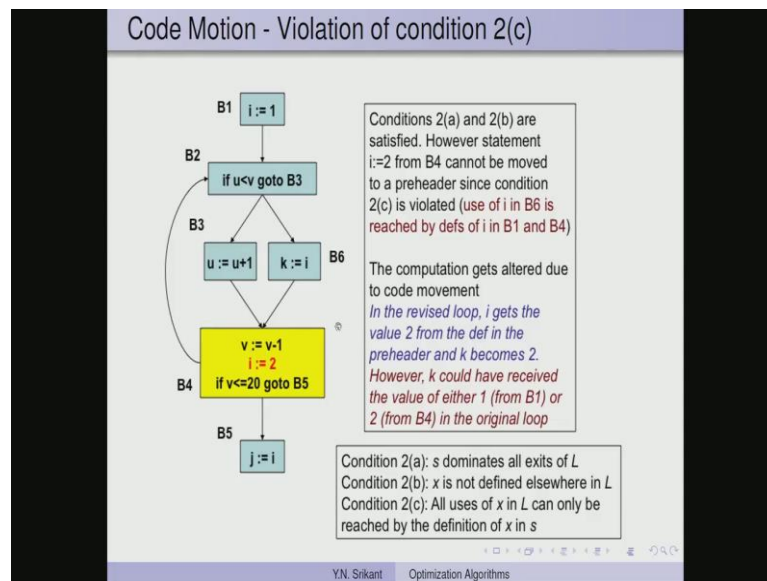 Code Motion - Violation of condition 2(c)
B1
i := 1
B2
if u<v goto B3
B3
u := u+1
k := i
B6
v := v-1
i := 2
if v<=20 goto B5
B4
B5
j := i
Conditions 2(a) and 2(b) are
satisfied. However statement
i:=2 from B4 cannot be moved
to a preheader since condition
2(c) is violated (use of i in B6 is
reached by defs of i in B1 and B4)
The computation gets altered due
to code movement
In the revised loop, i gets the
value 2 from the def in the
preheader and k becomes 2.
However, k could have received
the value of either 1 (from B1) or
2 (from B4) in the original loop
Condition 2(a): s dominates all exits of L
Condition 2(b): x is not defined elsewhere in L
Condition 2(c): All uses of x in L can only be
reached by the definition of x in s
Y.N. Srikant Optimization Algorithms